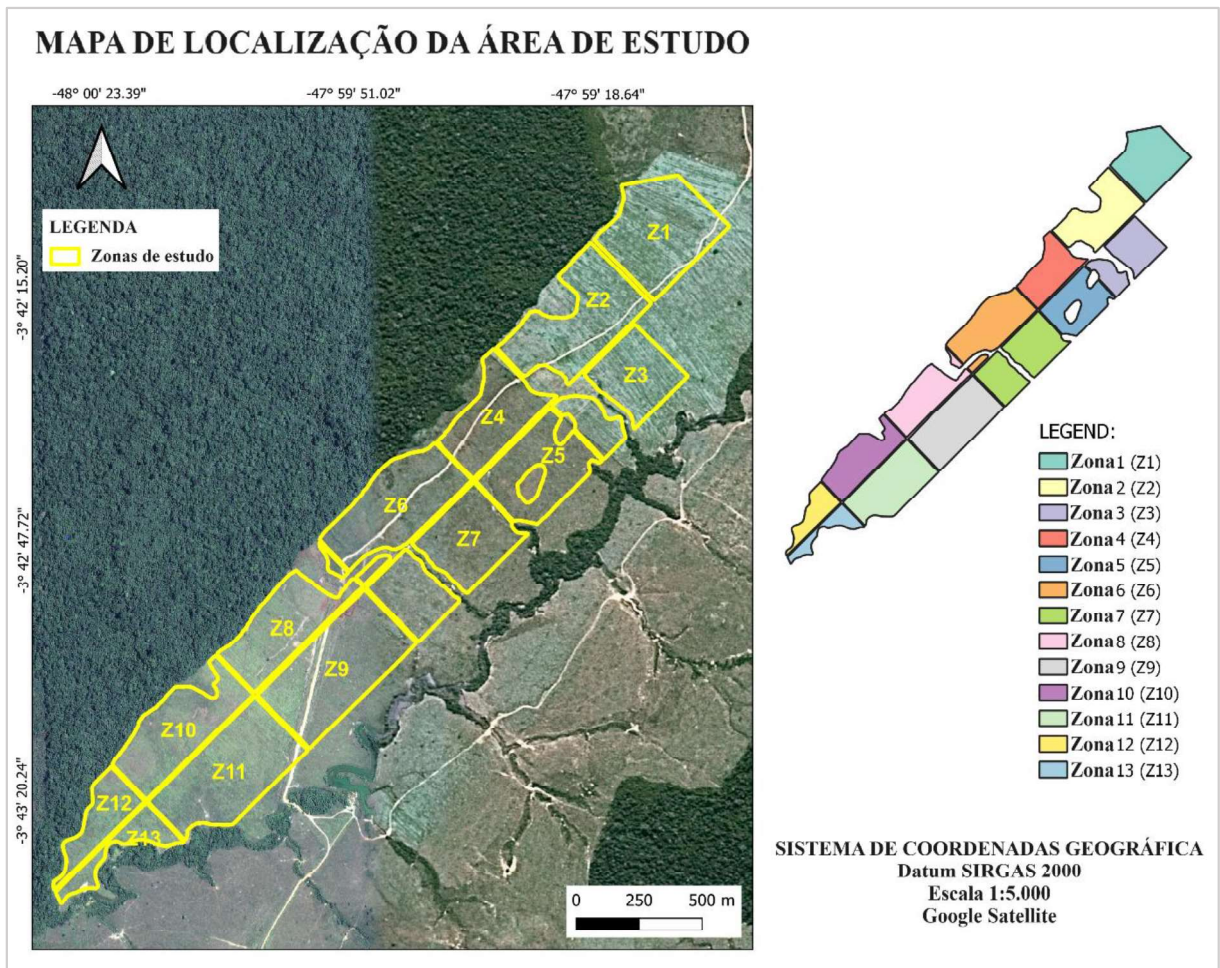 MAPA DE LOCALIZAÇÃO DA ÁREA DE ESTUDO
-48° 00' 23.39" -47° 59' 51.02" -47° 59' 18.64"
LEGENDA
Zonas de estudo
-3° 42' 15.20"
-3° 42' 47.72"
-3° 43' 20.24"
Z1
Z2
Z3
Z4
Z5
Z6
Z7
Z8
Z9
Z10
Z11
Z12
Z13
0 250 500 m
LEGEND:
Zona1 (Z1)
Zona 2 (Z2)
Zona 3 (Z3)
Zona 4 (Z4)
Zona 5 (Z5)
Zona 6 (Z6)
Zona 7 (Z7)
Zona 8 (Z8)
Zona 9 (Z9)
Zona 10 (Z10)
Zona 11 (Z11)
Zona 12 (Z12)
Zona 13 (Z13)
SISTEMA DE COORDENADAS GEOGRÁFICA
Datum SIRGAS 2000
Escala 1:5.000
Google Satellite